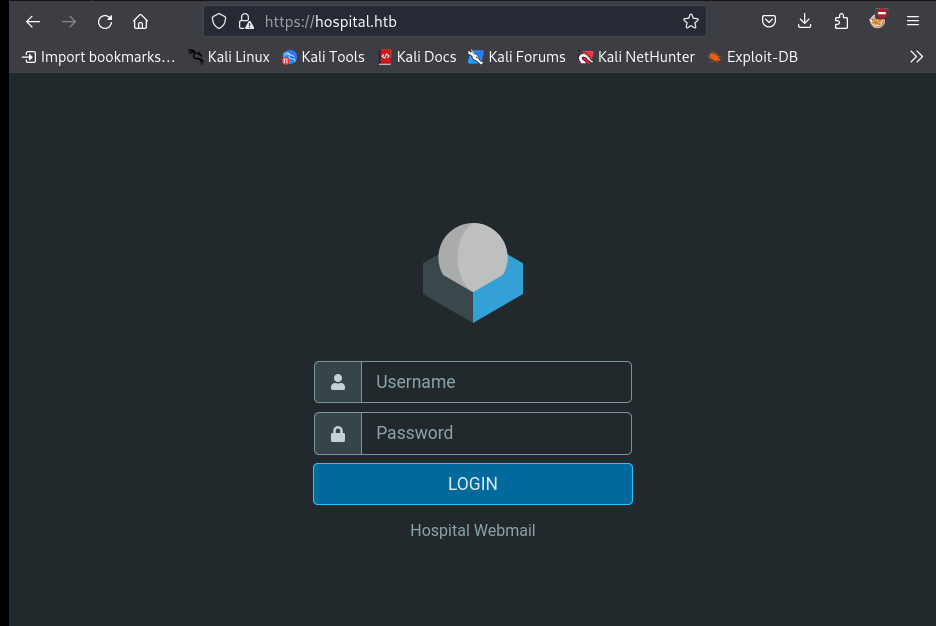 https://hospital.htb
Import bookmarks... Kali Linux Kali Tools Kali Docs Kali Forums Kali NetHunter Exploit-DB
Username
Password
LOGIN
Hospital Webmail